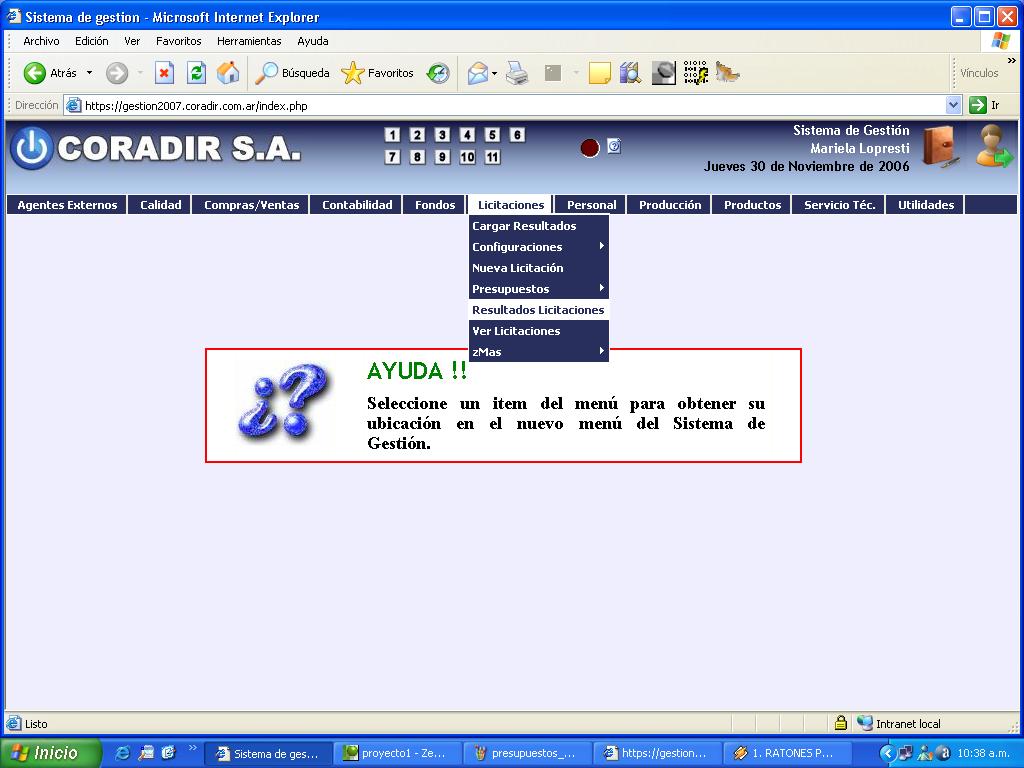 Sistema de gestion - Microsoft Internet Explorer
Archivo Edición Ver Favoritos Herramientas Ayuda
Atrás Búsqueda Favoritos Vínculos
Dirección https://gestion2007.coradir.com.ar/index.php Ir
CORADIR S.A.
1 2 3 4 5 6
7 8 9 10 11
Sistema de Gestión
Mariela Lopresti
Jueves 30 de Noviembre de 2006
Agentes Externos Calidad Compras/Ventas Contabilidad Fondos Licitaciones Personal Producción Productos Servicio Téc. Utilidades
Cargar Resultados
Configuraciones
Nueva Licitación
Presupuestos
Resultados Licitaciones
Ver Licitaciones
zMas
AYUDA !!
Seleccione un item del menú para obtener su
ubicación en el nuevo menú del Sistema de
Gestión.
Listo Intranet local
Inicio Sistema de ges... proyecto1 - Ze... presupuestos_... https://gestion... 1. RATONES P... 10:38 a.m.